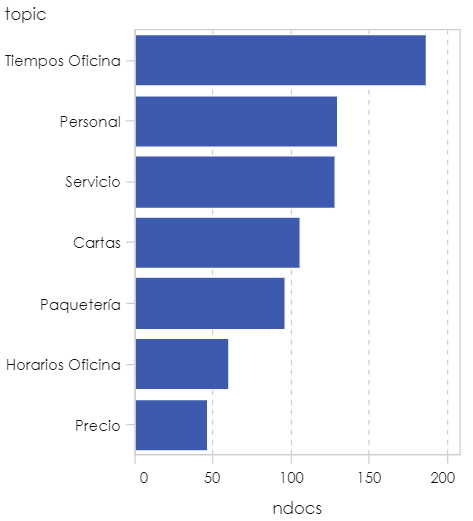 topic
Tiempos Oficina
Personal
Servicio
Cartas
Paquetería
Horarios Oficina
Precio
0 50 100 150 200
ndocs